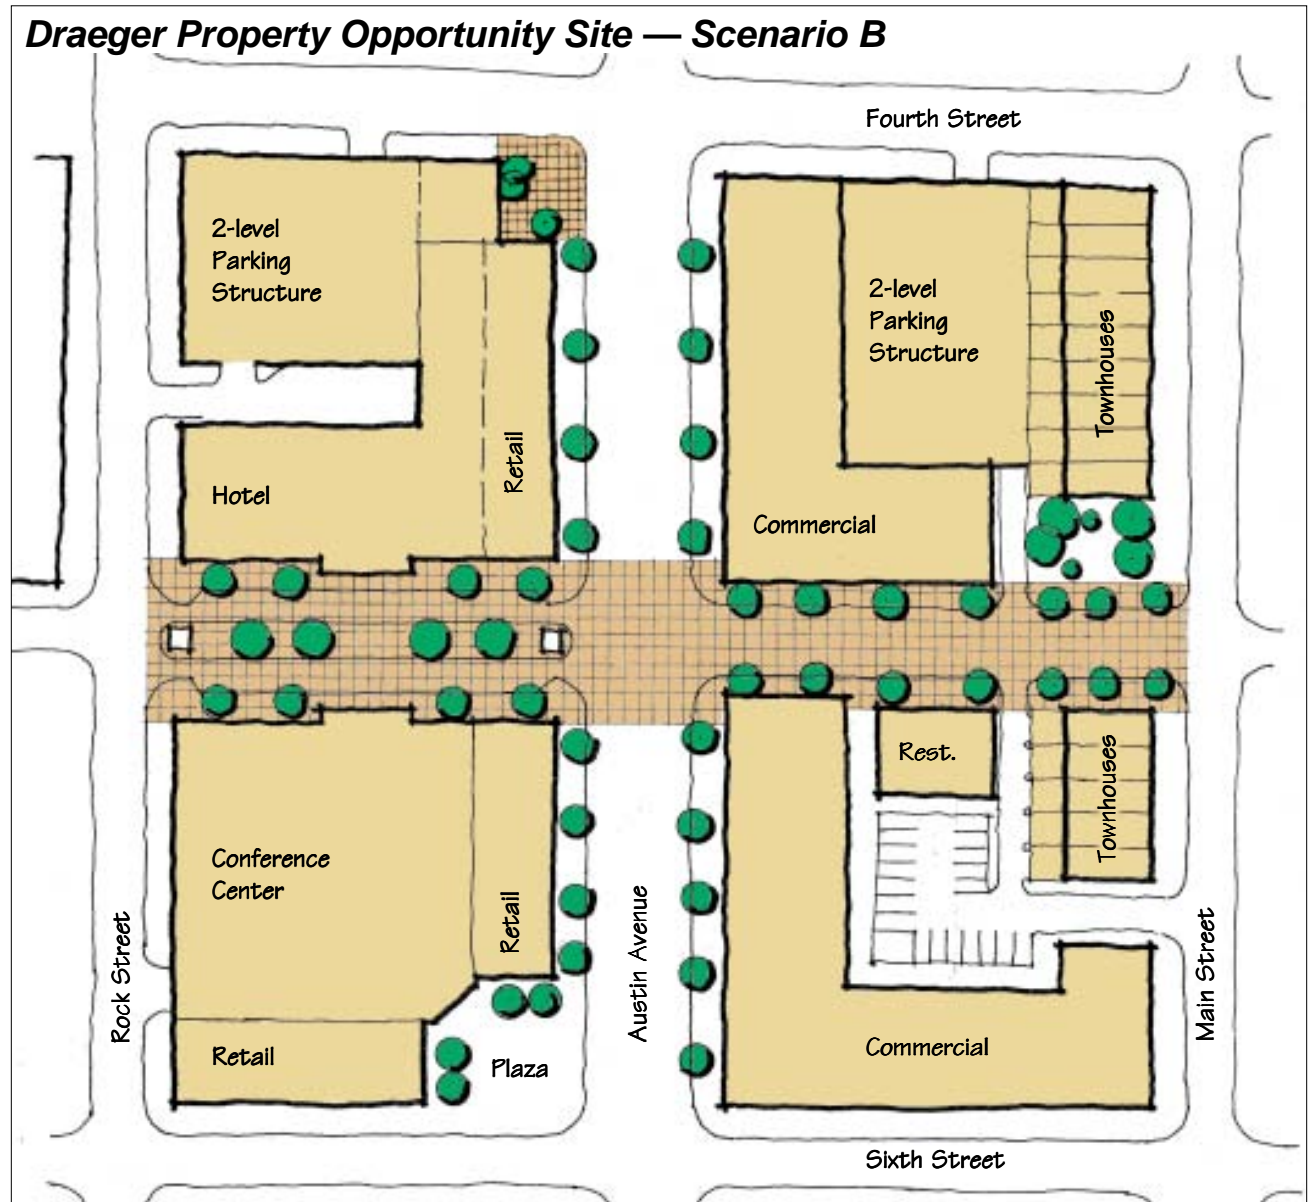 Draeger Property Opportunity Site — Scenario B
Fourth Street
2-level
Parking
Structure
2-level
Parking
Structure
Townhouses
Retail
Hotel
Commercial
Rest.
Townhouses
Conference
Center
Retail
Rock Street
Austin Avenue
Main Street
Retail
Plaza
Commercial
Sixth Street